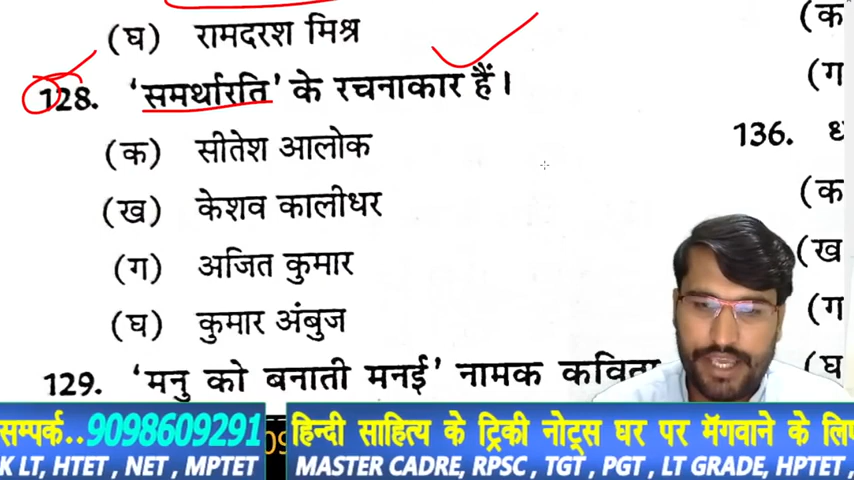 (घ) रामदरश मिश्र
128. 'समर्थारति' के रचनाकार हैं।
(क) सीतेश आलोक
(ख) केशव कालीधर
(ग) अजित कुमार
(घ) कुमार अंबुज
129. 'मनु को बनाती मनई' नामक कविता
(क
(ग
136.
(क
(ख
(ग
(घ
सम्पर्क..9098609291
हिन्दी साहित्य के ट्रिकी नोट्स घर पर मॅगवाने के लिए
K LT, HTET , NET , MPTET
MASTER CADRE, RPSC , TGT , PGT , LT GRADE, HPTET ,